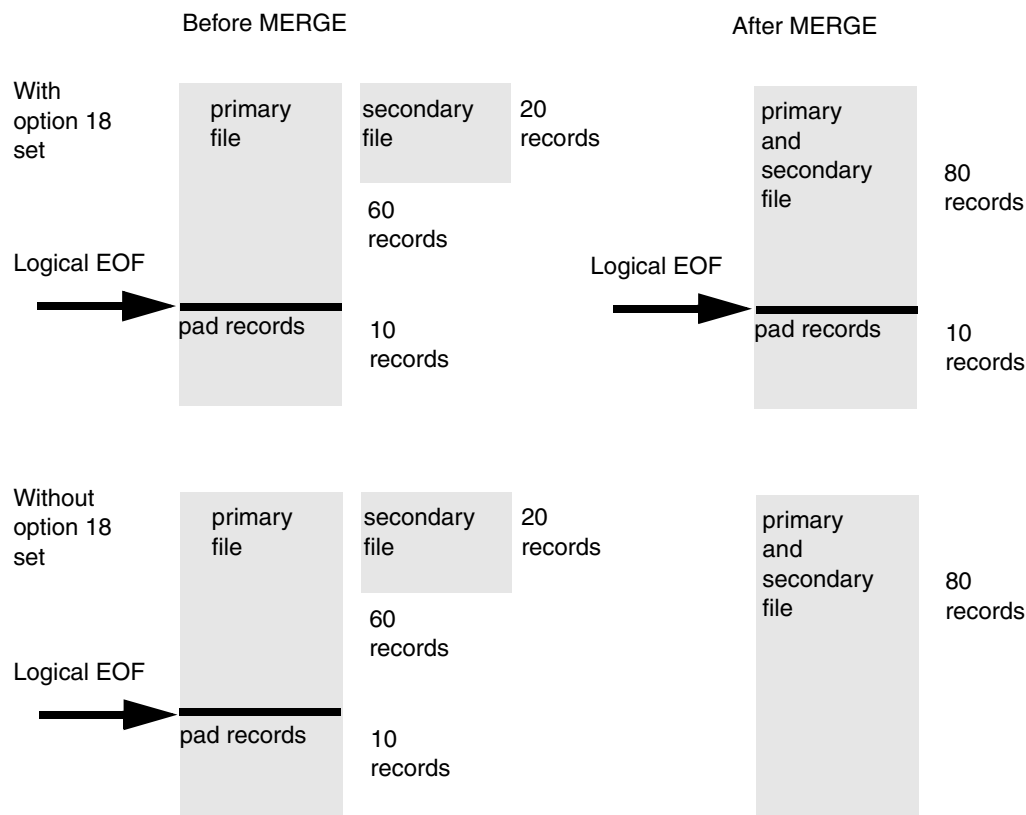 Before MERGE
After MERGE
With
option 18
set
primary
file
secondary
file
20
records
60
records
Logical EOF
pad records
10
records
primary
and
secondary
file
80
records
Logical EOF
pad records
10
records
Without
option 18
set
primary
file
secondary
file
20
records
60
records
Logical EOF
pad records
10
records
primary
and
secondary
file
80
records